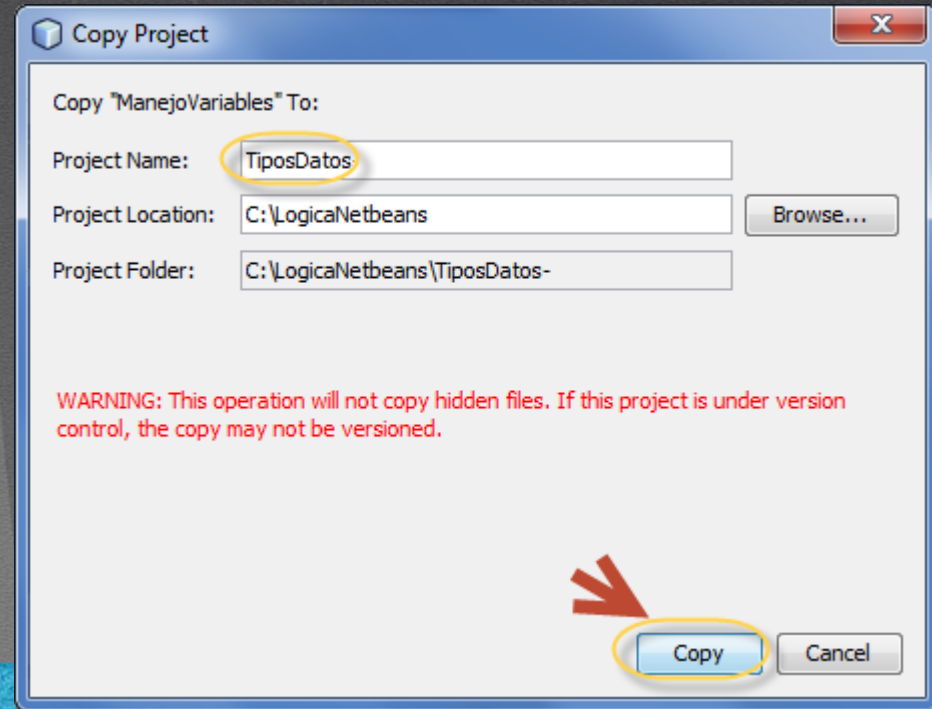 Copy Project
Copy "ManejoVariables" To:
Project Name: TiposDatos-
Project Location: C:\LogicaNetbeans Browse...
Project Folder: C:\LogicaNetbeans\TiposDatos-
WARNING: This operation will not copy hidden files. If this project is under version
control, the copy may not be versioned.
Copy Cancel